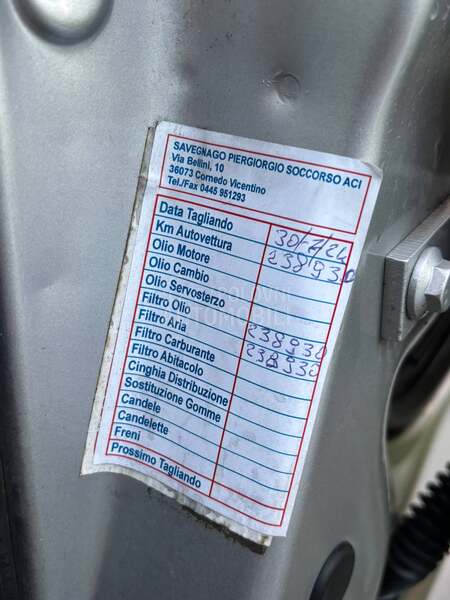 SAVEGNAGO PIERGIORGIO SOCCORSO ACI
Via Bellini, 10
36073 Cornedo Vicentino
Tel./Fax 0445 951293
Data Tagliando 30/7/24
Km Autovettura 238930
Olio Motore
Olio Cambio
Olio Servosterzo
Filtro Olio 238930
Filtro Aria 238930
Filtro Carburante
Filtro Abitacolo
Cinghia Distribuzione
Sostituzione Gomme
Candele
Candelette
Freni
Prossimo Tagliando